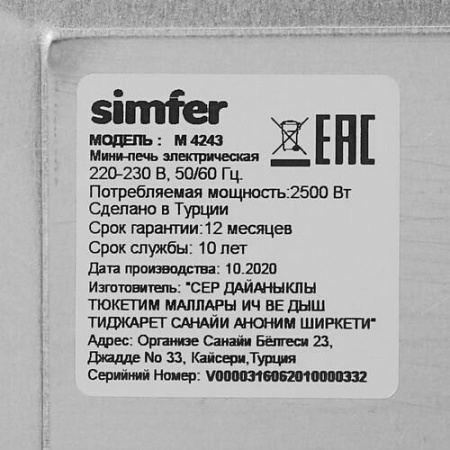 simfer
EAC
МОДЕЛЬ : М 4243
Мини-печь электрическая
220-230 В, 50/60 Гц.
Потребляемая мощность:2500 Вт
Сделано в Турции
Срок гарантии:12 месяцев
Срок службы: 10 лет
Дата производства: 10.2020
Изготовитель: "СЕР ДАЙАНЫКЛЫ
ТЮКЕТИМ МАЛЛАРЫ ИЧ ВЕ ДЫШ
ТИДЖАРЕТ САНАЙИ АНОНИМ ШИРКЕТИ"
Адрес: Организе Санайи Бёлгеси 23,
Джадде No 33, Кайсери,Турция
Серийний Номер: V0000316062010000332